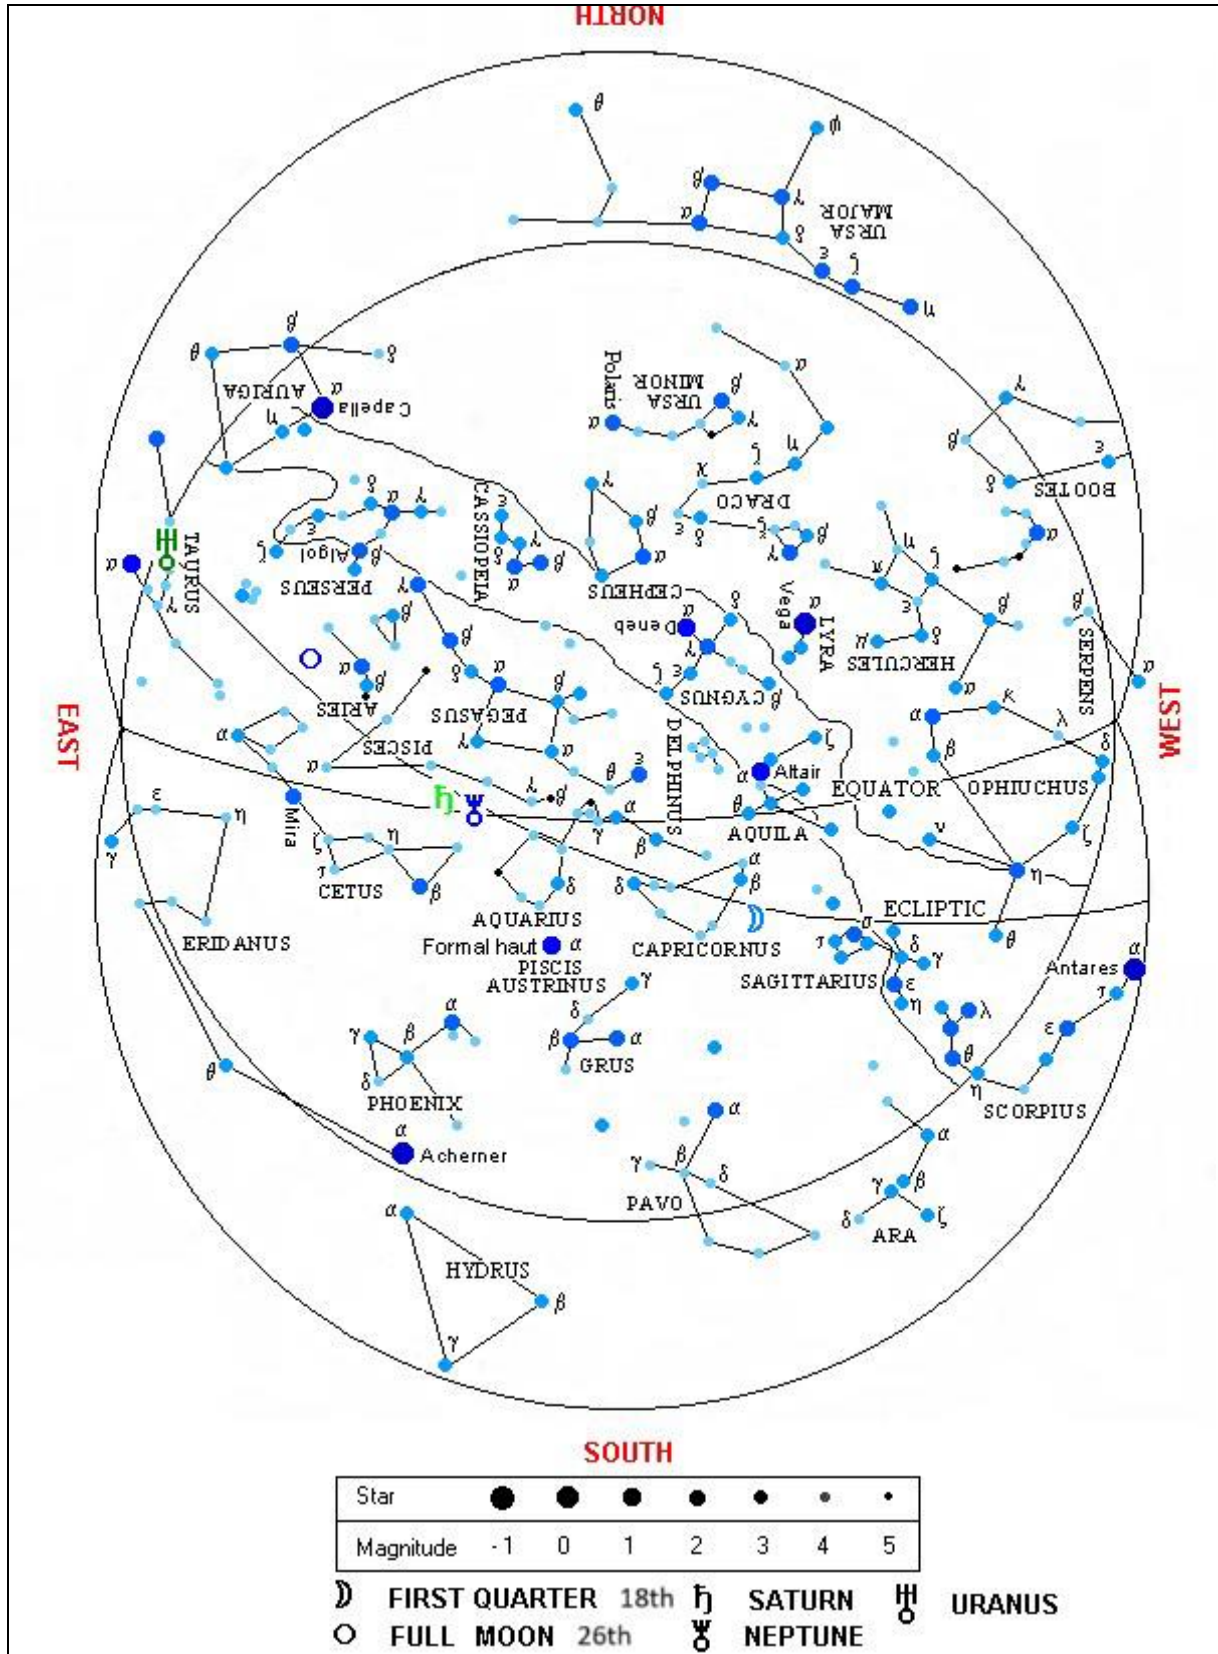 NORTH
θ
φ
β
γ
α
δ
URSA
MAJOR
ε
ζ
η
β
θ
δ
AURIGA
α
Capella
η
Polaris
α
URSA
MINOR
β
γ
α
η
ζ
χ
DRACO
ε
δ
ξ
β
γ
γ
β
δ
ε
BOOTES
TAURUS
α
γ
δ
α
γ
ε
ζ
Algol
β
PERSEUS
CASSIOPEIA
ε
γ
α
β
γ
β
α
δ
CEPHEUS
α
Deneb
δ
γ
ε
ζ
CYGNUS
β
Vega
α
LYRA
η
ζ
π
ε
β
μ
δ
HERCULES
α
α
β
SERPENS
α
γ
β
δ
α
β
PEGASUS
γ
α
θ
ε
β
α
β
ARIES
PISCES
α
γ
β
DELPHINUS
EAST
WEST
ζ
α
Altair
θ
AQUILA
EQUATOR
α
β
κ
λ
δ
OPHIUCHUS
ζ
ν
η
θ
α
Mira
ζ
η
τ
CETUS
β
ε
η
γ
ERIDANUS
γ
α
β
δ
AQUARIUS
Formal haut
α
PISCIS
AUSTRINUS
α
β
δ
CAPRICORNUS
ECLIPTIC
σ
τ
δ
γ
SAGITTARIUS
ε
η
Antares
α
τ
ε
λ
θ
η
SCORPIUS
α
γ
β
δ
PHOENIX
γ
δ
β
α
GRUS
θ
α
Acherner
α
γ
β
δ
PAVO
α
γ
β
δ
ζ
ARA
α
HYDRUS
β
γ
SOUTH
Star
Magnitude -1 0 1 2 3 4 5
FIRST QUARTER 18th SATURN URANUS
FULL MOON 26th NEPTUNE